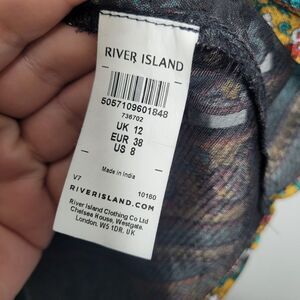 RIVER ISLAND
5057109601848
736702
UK 12
EUR 38
US 8
Made in India
V7
10160
RIVERISLAND.COM
River Island Clothing Co Ltd
Chelsea House, Westgate,
London. W5 1DR. UK